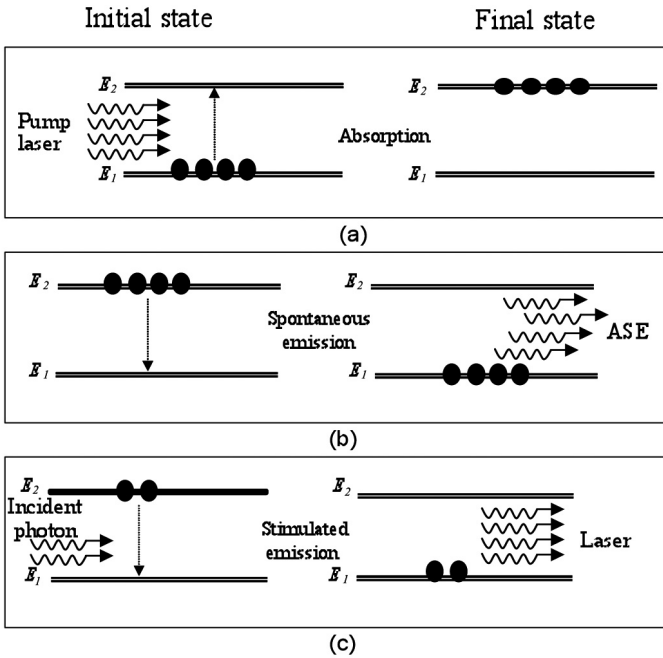 Initial state
Final state
E2
E2
Pump
laser
Absorption
E1
E1
(a)
E2
E2
Spontaneous
emission
ASE
E1
E1
(b)
E2
E2
Incident
photon
Stimulated
emission
Laser
E1
E1
(c)